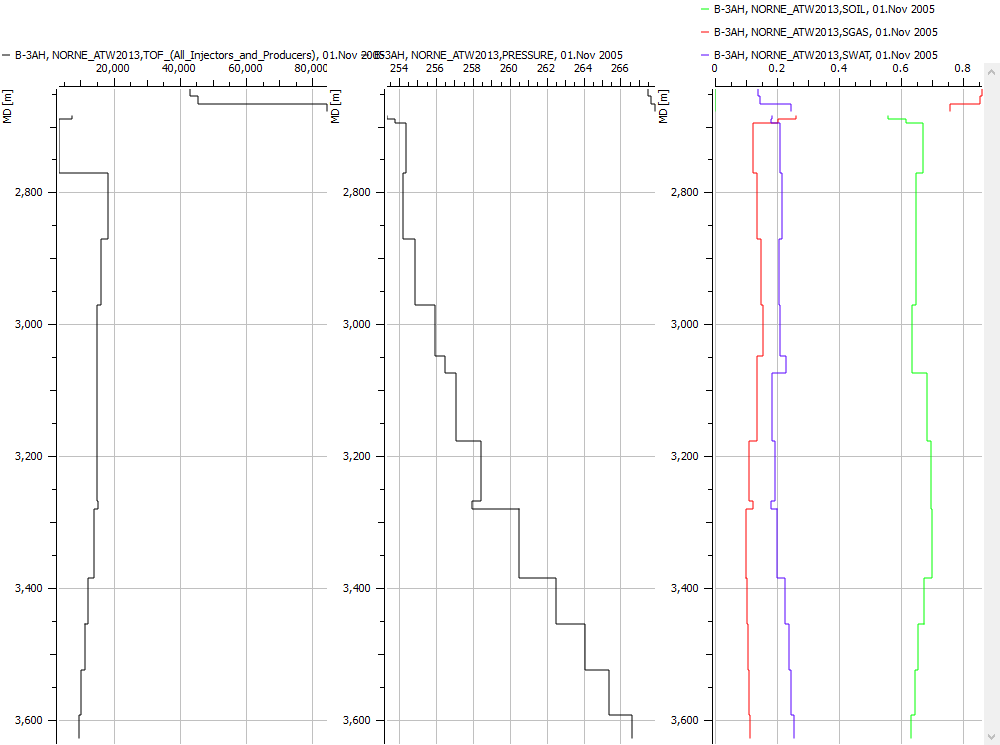 B-3AH, NORNE_ATW2013,SOIL, 01.Nov 2005
B-3AH, NORNE_ATW2013,SGAS, 01.Nov 2005
B-3AH, NORNE_ATW2013,TOF_(All_Injectors_and_Producers), 01.Nov 2005
B-3AH, NORNE_ATW2013,PRESSURE, 01.Nov 2005
B-3AH, NORNE_ATW2013,SWAT, 01.Nov 2005
20,000 40,000 60,000 80,000
254 256 258 260 262 264 266
0 0.2 0.4 0.6 0.8
MD [m] MD [m] MD [m]
2,800 2,800 2,800
3,000 3,000 3,000
3,200 3,200 3,200
3,400 3,400 3,400
3,600 3,600 3,600